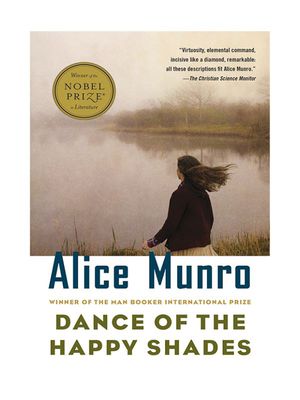 "Virtuosity, elemental command,
incisive like a diamond, remarkable:
all these descriptions fit Alice Munro."
—The Christian Science Monitor
Winner of the
NOBEL
PRIZE®
in Literature
Alice Munro
WINNER OF THE MAN BOOKER INTERNATIONAL PRIZE
DANCE OF THE
HAPPY SHADES